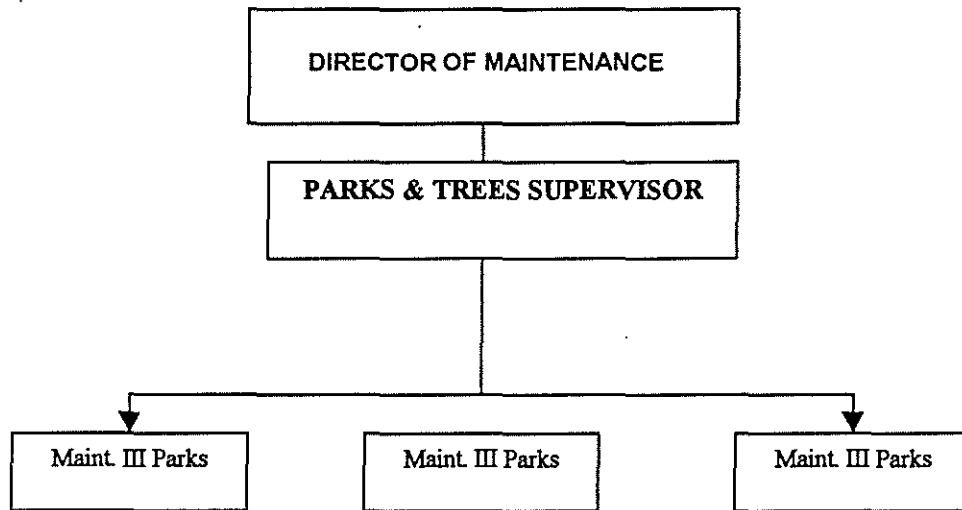 DIRECTOR OF MAINTENANCE
PARKS & TREES SUPERVISOR
Maint. III Parks
Maint. III Parks
Maint. III Parks